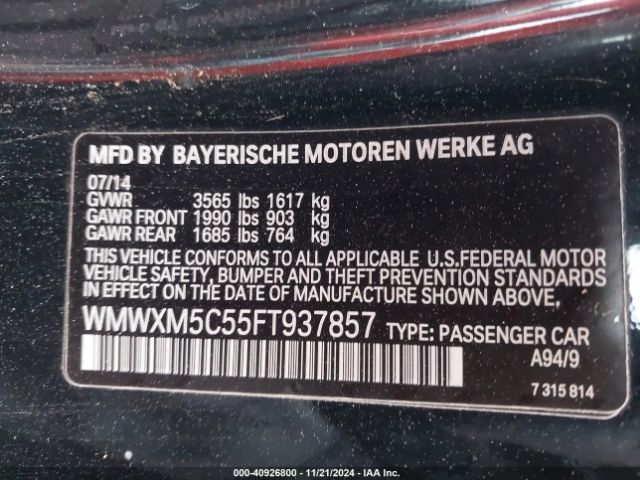 MFD BY BAYERISCHE MOTOREN WERKE AG
07/14
GVWR 3565 lbs 1617 kg
GAWR FRONT 1990 lbs 903 kg
GAWR REAR 1685 lbs 764 kg
THIS VEHICLE CONFORMS TO ALL APPLICABLE U.S.FEDERAL MOTOR
VEHICLE SAFETY, BUMPER AND THEFT PREVENTION STANDARDS
IN EFFECT ON THE DATE OF MANUFACTURE SHOWN ABOVE.
WMWXM5C55FT937857 TYPE: PASSENGER CAR
A94/9
7 315 814
000-40926800 - 11/21/2024 - IAA Inc.